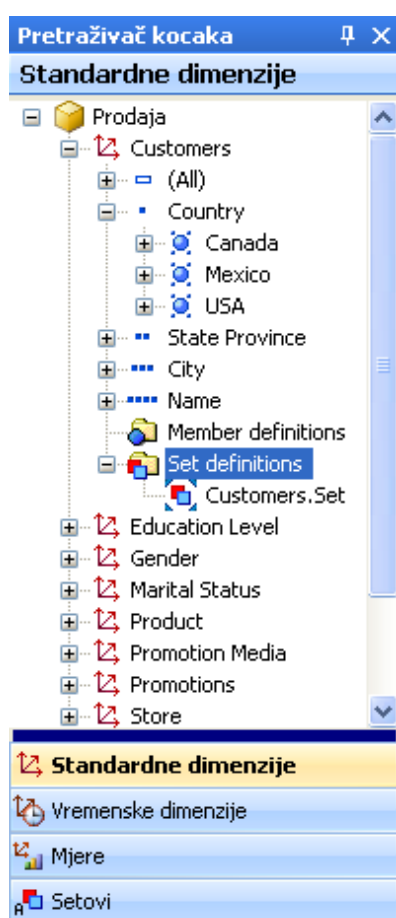 Pretraživač kocaka
Standardne dimenzije
Prodaja
Customers
(All)
Country
Canada
Mexico
USA
State Province
City
Name
Member definitions
Set definitions
Customers.Set
Education Level
Gender
Marital Status
Product
Promotion Media
Promotions
Store
Standardne dimenzije
Vremenske dimenzije
Mjere
A Setovi